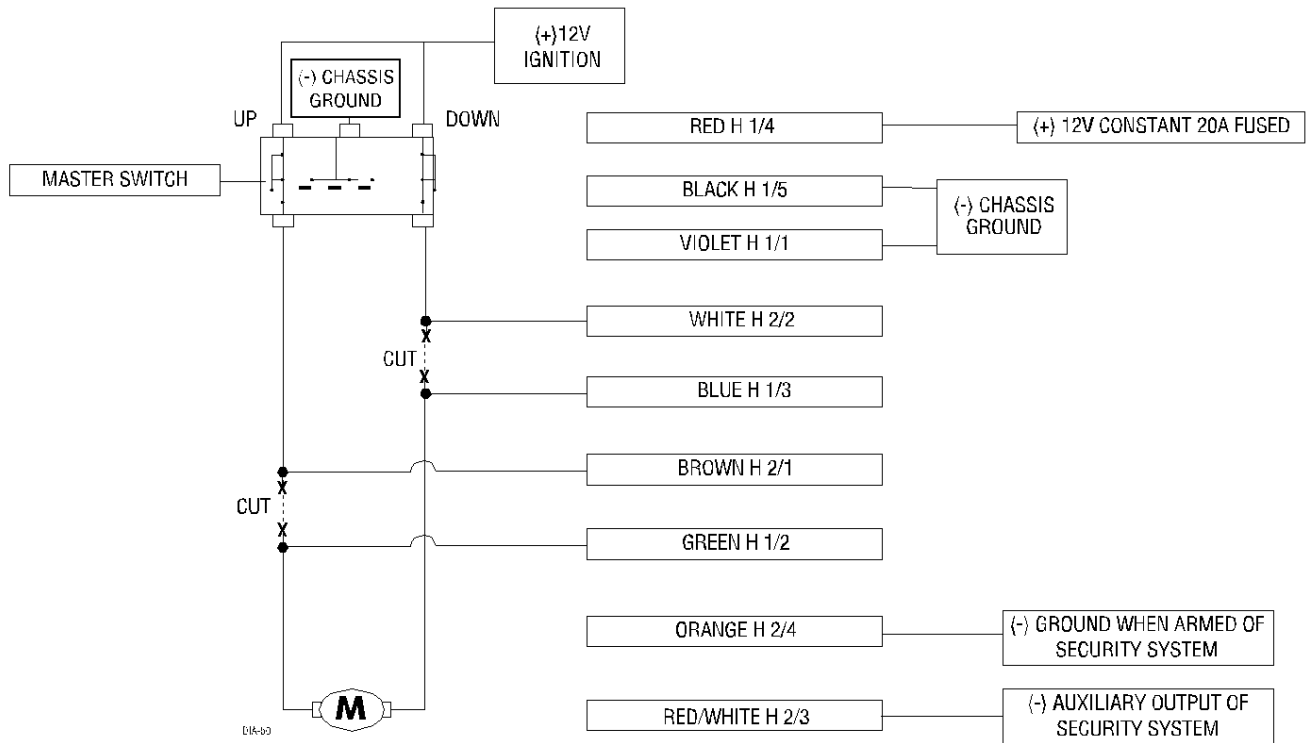 (+)12V
IGNITION
(-) CHASSIS
GROUND
UP
DOWN
MASTER SWITCH
RED H 1/4
(+) 12V CONSTANT 20A FUSED
BLACK H 1/5
(-) CHASSIS
GROUND
VIOLET H 1/1
WHITE H 2/2
X
CUT
X
BLUE H 1/3
BROWN H 2/1
X
CUT
X
GREEN H 1/2
ORANGE H 2/4
(-) GROUND WHEN ARMED OF
SECURITY SYSTEM
M
RED/WHITE H 2/3
(-) AUXILIARY OUTPUT OF
SECURITY SYSTEM